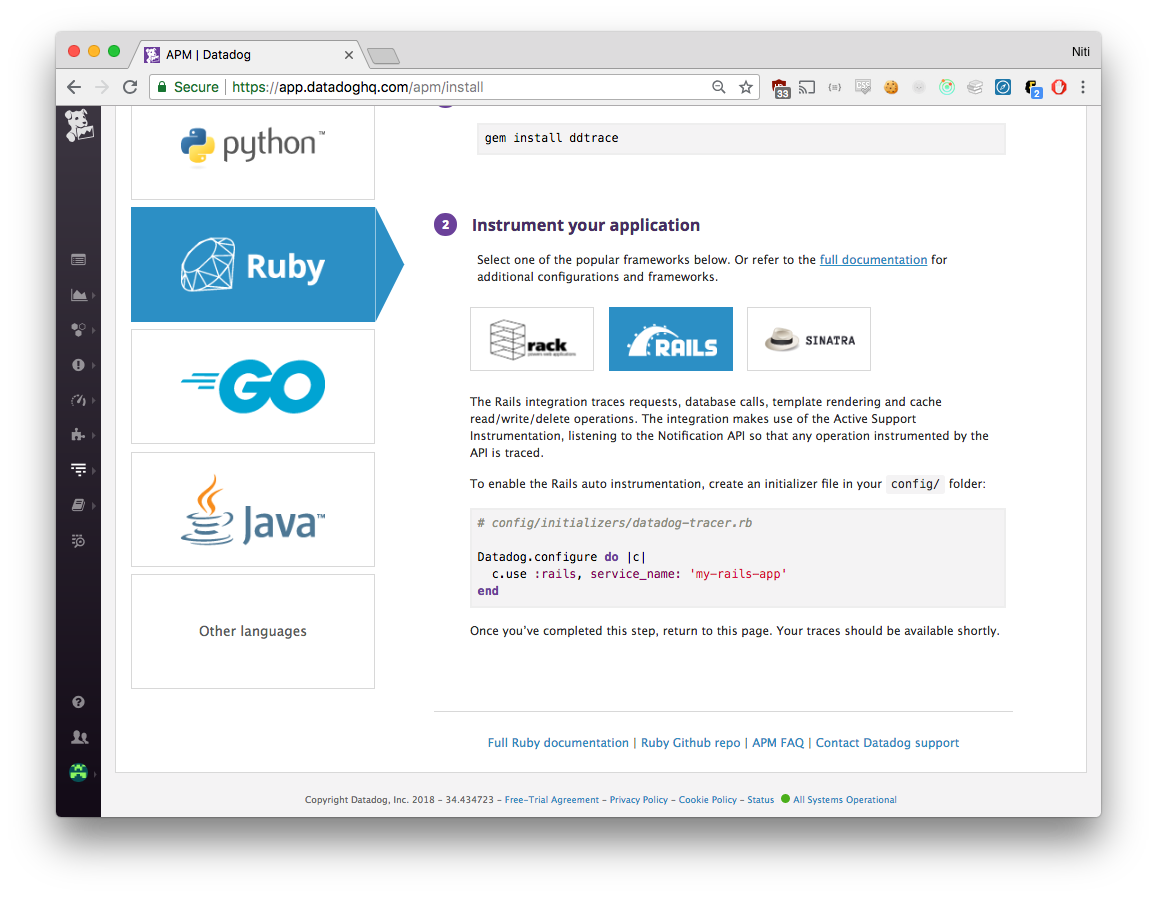 APM | Datadog
Niti
Secure
https://app.datadoghq.com/apm/install
33
2
python™
Ruby
GO
Java™
Other languages
gem install ddtrace
2 Instrument your application
Select one of the popular frameworks below. Or refer to the full documentation for
additional configurations and frameworks.
rack
RAILS
SINATRA
The Rails integration traces requests, database calls, template rendering and cache
read/write/delete operations. The integration makes use of the Active Support
Instrumentation, listening to the Notification API so that any operation instrumented by the
API is traced.
To enable the Rails auto instrumentation, create an initializer file in your config/ folder:
# config/initializers/datadog-tracer.rb
Datadog.configure do |c|
c.use :rails, service_name: 'my-rails-app'
end
Once you’ve completed this step, return to this page. Your traces should be available shortly.
Full Ruby documentation | Ruby Github repo | APM FAQ | Contact Datadog support
Copyright Datadog, Inc. 2018 - 34.434723 - Free-Trial Agreement - Privacy Policy - Cookie Policy - Status All Systems Operational